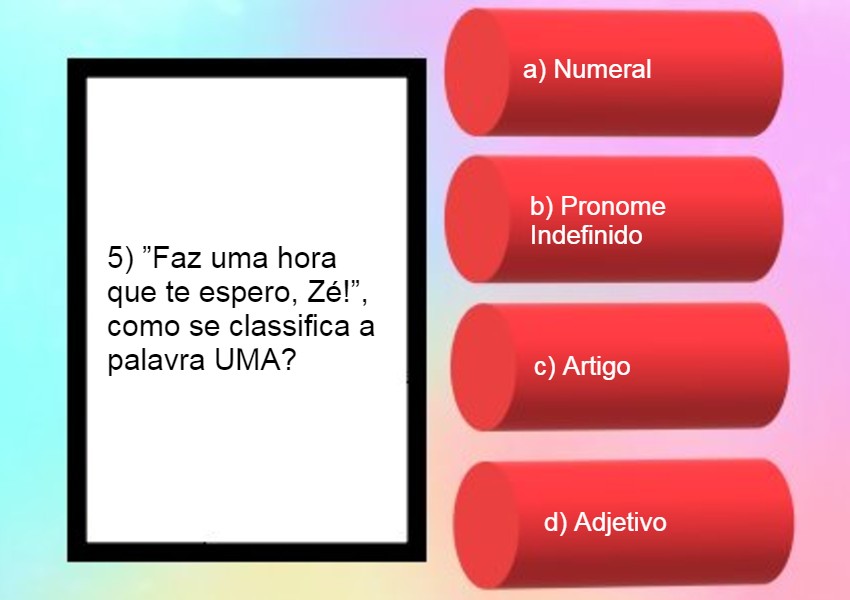 5) ”Faz uma hora
que te espero, Zé!”,
como se classifica a
palavra UMA?
a) Numeral
b) Pronome
Indefinido
c) Artigo
d) Adjetivo